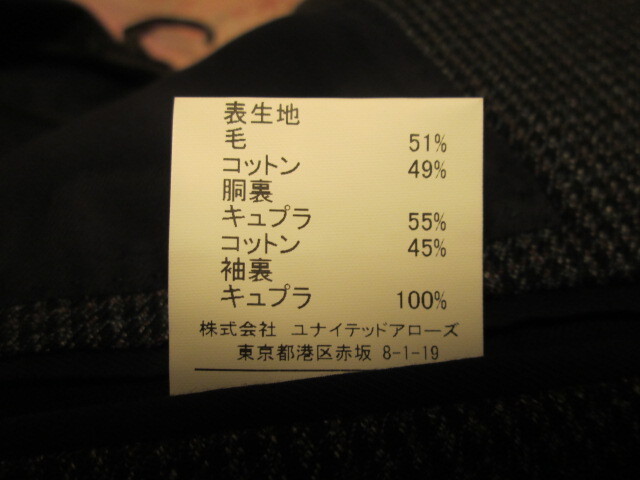 表生地
毛 51%
コットン 49%
胴裏
キュプラ 55%
コットン 45%
袖裏
キュプラ 100%
株式会社 ユナイテッドアローズ
東京都港区赤坂 8-1-19